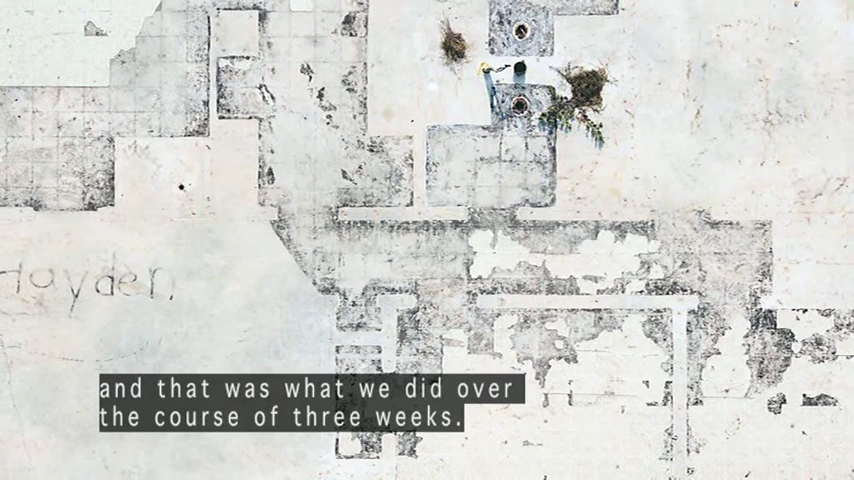 Hayden,
and that was what we did over
the course of three weeks.